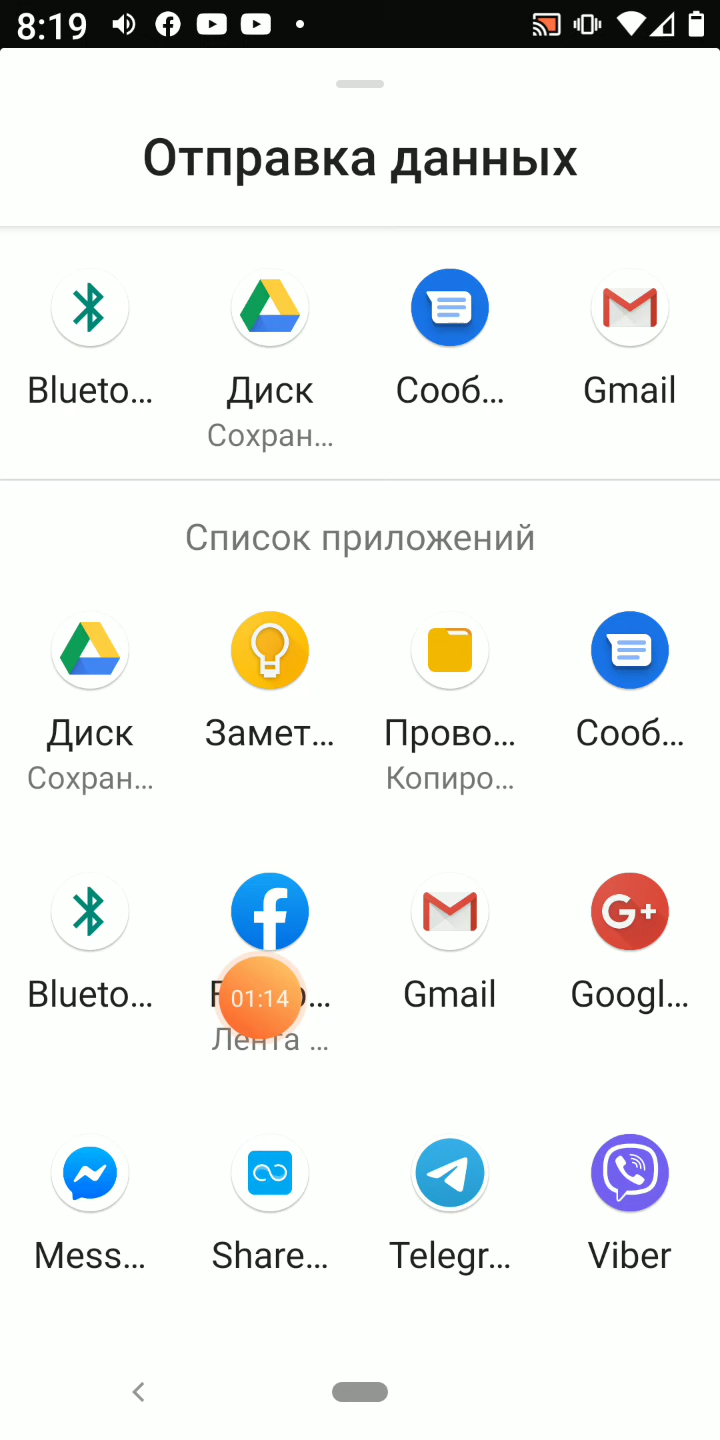 8:19
Отправка данных
Blueto... Диск Сооб... Gmail
Сохран...
Список приложений
Диск Замет... Прово... Сооб...
Сохран... Копиро...
G+
Blueto... Gmail Googl...
01:14
Лента ...
Mess... Share... Telegr... Viber